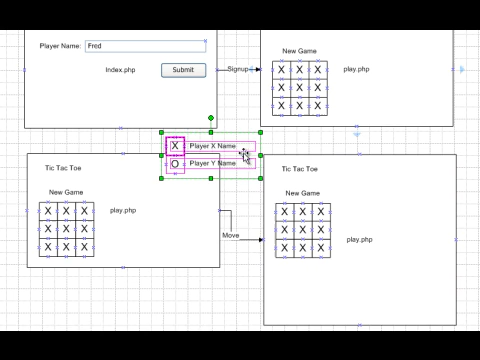 Player Name: Fred
Index.php
Submit
Signup
New Game
X X X
X X X
X X X
play.php
X Player X Name
O Player Y Name
Tic Tac Toe
New Game
X X X
X X X
X X X
play.php
Move
Tic Tac Toe
New Game
X X X
X X X
X X X
play.php